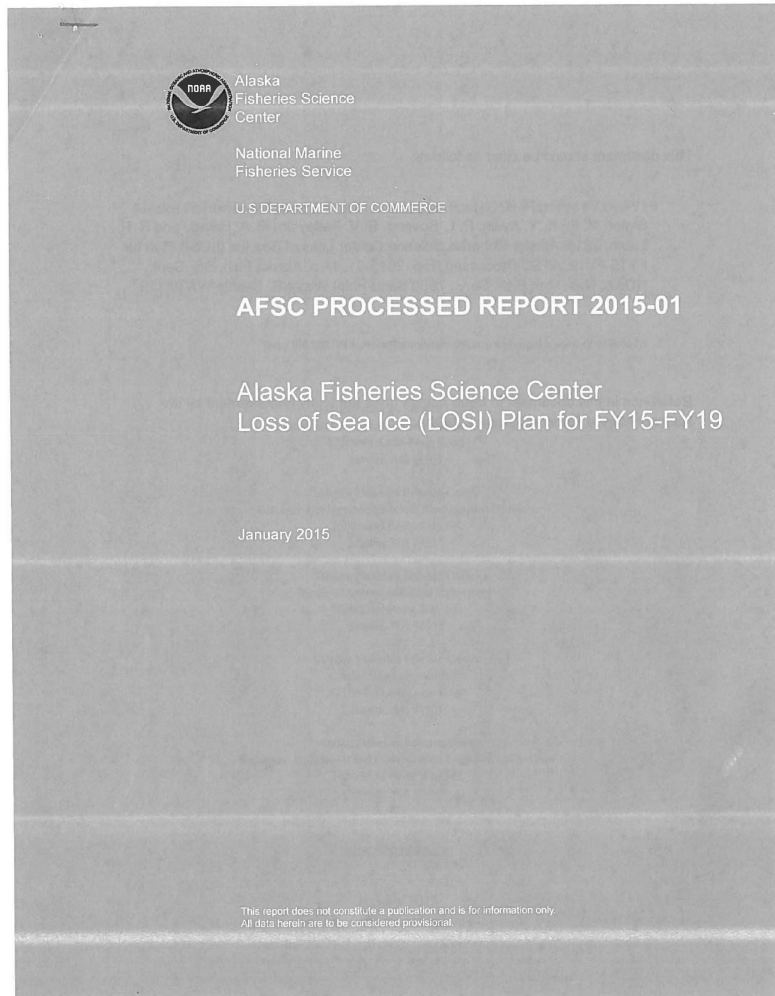 NOAA
Alaska
Fisheries Science
Center
National Marine
Fisheries Service
U.S DEPARTMENT OF COMMERCE
AFSC PROCESSED REPORT 2015-01
Alaska Fisheries Science Center
Loss of Sea Ice (LOSI) Plan for FY15-FY19
January 2015
This report does not constitute a publication and is for information only.
All data herein are to be considered provisional.